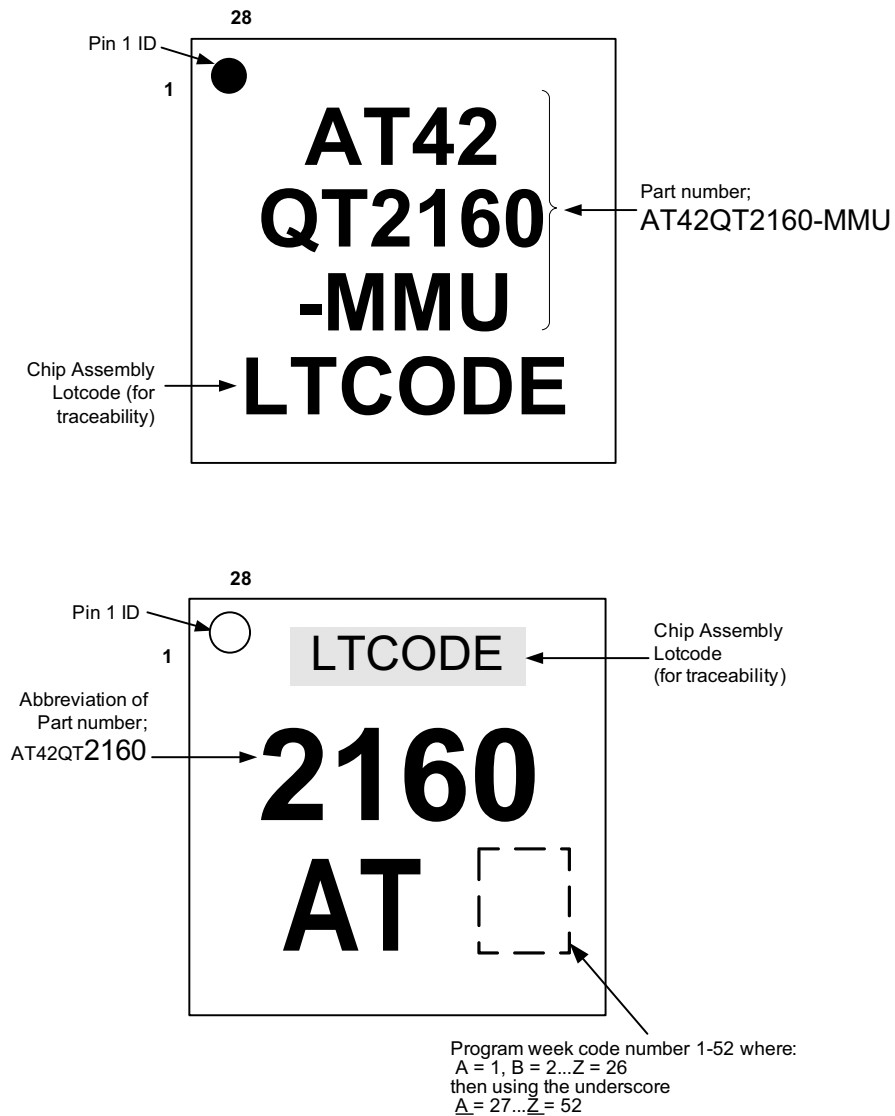 28
Pin 1 ID
1
AT42
QT2160
-MMU
LTCODE
Part number;
AT42QT2160-MMU
Chip Assembly
Lotcode (for
traceability)
28
Pin 1 ID
1
LTCODE
Chip Assembly
Lotcode
(for traceability)
Abbreviation of
Part number;
AT42QT2160
2160
AT
Program week code number 1-52 where:
A = 1, B = 2...Z = 26
then using the underscore
A = 27...Z = 52